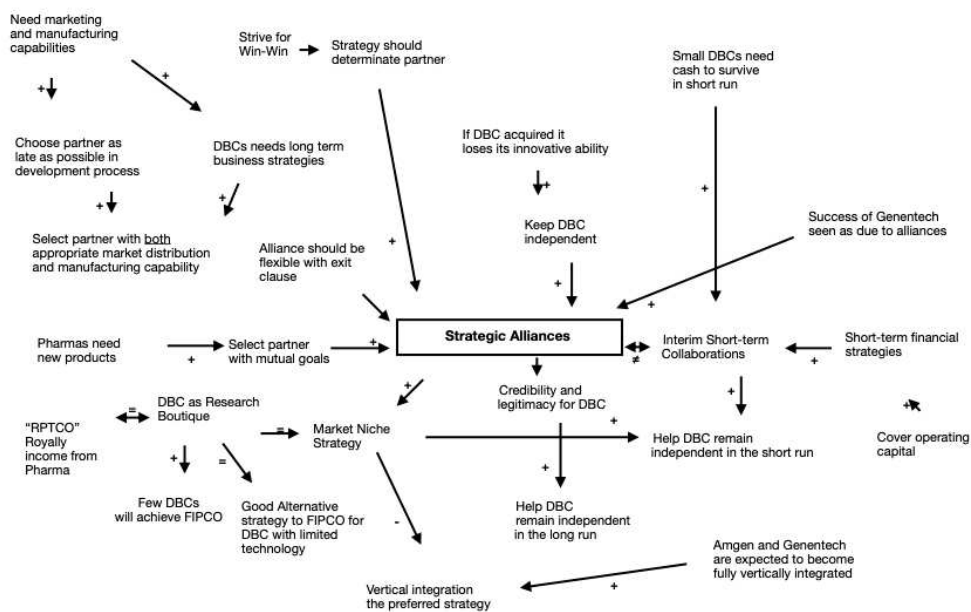 Need marketing
and manufacturing
capabilities
+
+
Strive for
Win-Win
Strategy should
determinate partner
Small DBCs need
cash to survive
in short run
Choose partner as
late as possible in
development process
+
DBCs needs long term
business strategies
+
If DBC acquired it
loses its innovative ability
+
+
Select partner with both
appropriate market distribution
and manufacturing capability
Alliance should be
flexible with exit
clause
+
Keep DBC
independent
+
Success of Genentech
seen as due to alliances
+
Pharmas need
new products
+
Select partner
with mutual goals
+
Strategic Alliances
≠
Interim Short-term
Collaborations
+
Short-term financial
strategies
+
"RPTCO"
Royally
income from
Pharma
=
DBC as Research
Boutique
=
Market Niche
Strategy
+
Credibility and
legitimacy for DBC
+
+
Help DBC remain
independent in the short run
+
Cover operating
capital
+
Few DBCs
will achieve FIPCO
=
Good Alternative
strategy to FIPCO for
DBC with limited
technology
-
+
Help DBC
remain independent
in the long run
Vertical integration
the preferred strategy
+
Amgen and Genentech
are expected to become
fully vertically integrated